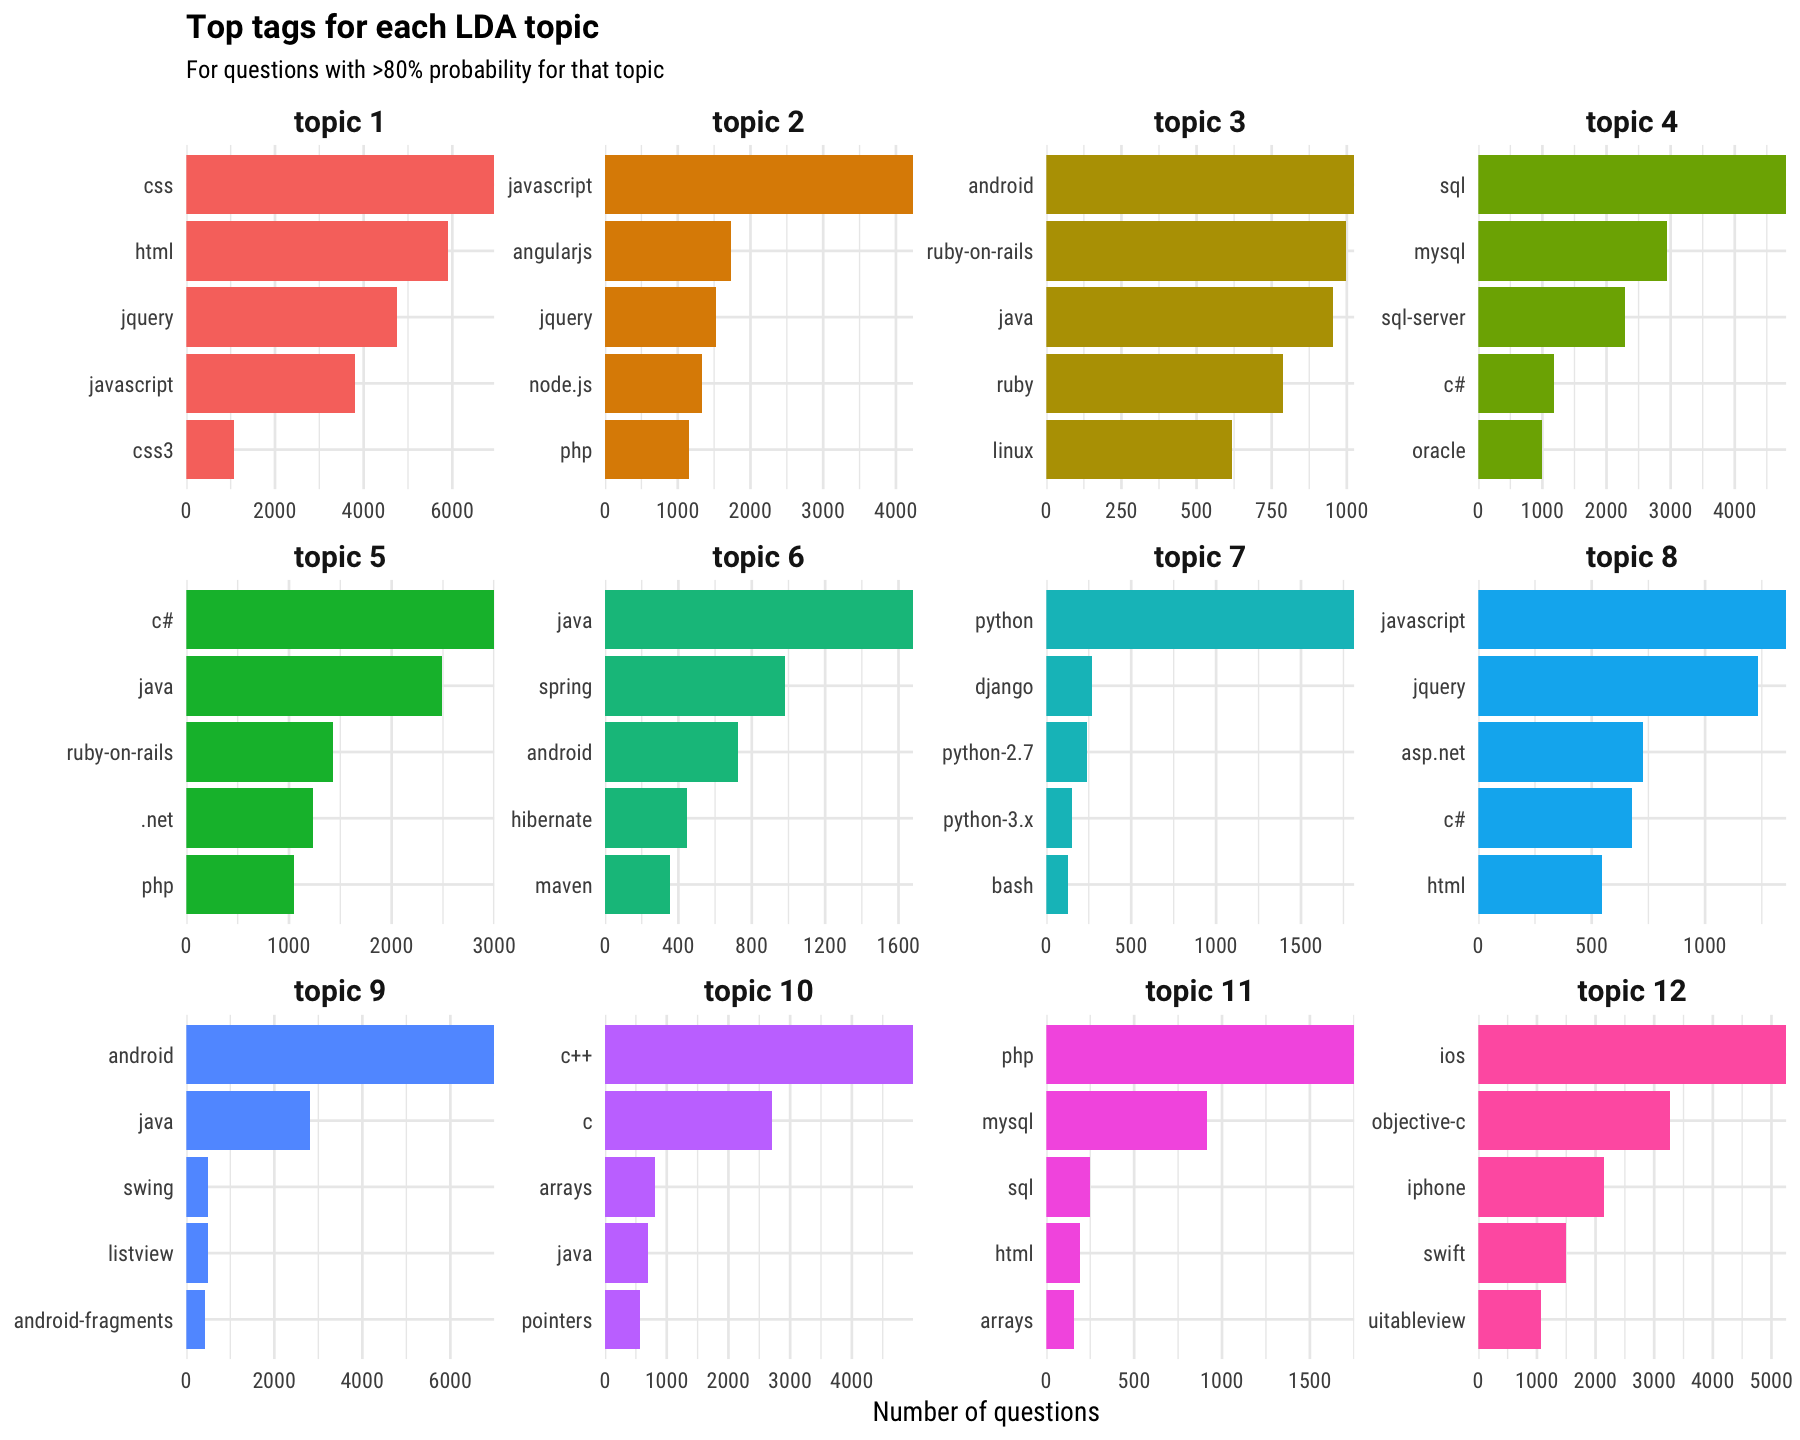 Top tags for each LDA topic
For questions with >80% probability for that topic
topic 1
css
html
jquery
javascript
css3
0 2000 4000 6000
topic 2
javascript
angularjs
jquery
node.js
php
0 1000 2000 3000 4000
topic 3
android
ruby-on-rails
java
ruby
linux
0 250 500 750 1000
topic 4
sql
mysql
sql-server
c#
oracle
0 1000 2000 3000 4000
topic 5
c#
java
ruby-on-rails
.net
php
0 1000 2000 3000
topic 6
java
spring
android
hibernate
maven
0 400 800 1200 1600
topic 7
python
django
python-2.7
python-3.x
bash
0 500 1000 1500
topic 8
javascript
jquery
asp.net
c#
html
0 500 1000
topic 9
android
java
swing
listview
android-fragments
0 2000 4000 6000
topic 10
c++
c
arrays
java
pointers
0 1000 2000 3000 4000
topic 11
php
mysql
sql
html
arrays
0 500 1000 1500
topic 12
ios
objective-c
iphone
swift
uitableview
0 1000 2000 3000 4000 5000
Number of questions